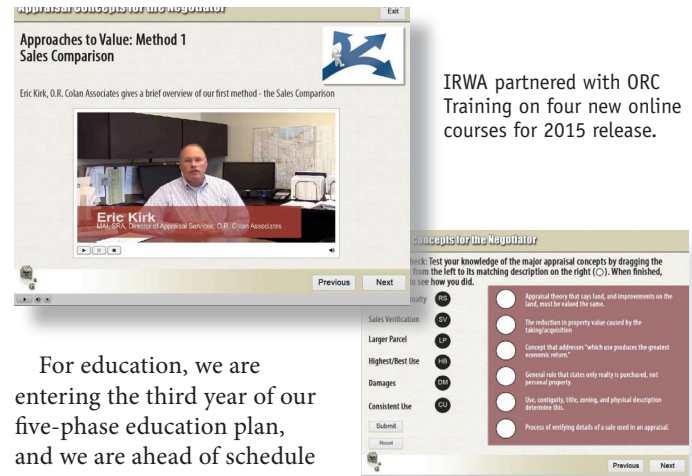 Appraisal Concepts for the Negotiator
Exit
Approaches to Value: Method 1
Sales Comparison
Eric Kirk, O.R. Colan Associates gives a brief overview of our first method - the Sales Comparison
Eric Kirk
MAI, SRA, Director of Appraisal Services, O.R. Colan Associates
Previous Next
IRWA partnered with ORC
Training on four new online
courses for 2015 release.
Concepts for the Negotiator
Test your knowledge of the major appraisal concepts by dragging the
from the left to its matching description on the right (○). When finished,
to see how you did.
RS
Sales Verification SV
Larger Parcel LP
Highest/Best Use HB
Damages DM
Consistent Use CU
Submit
Reset
Appraisal theory that says land, and improvements on the
land, must be valued the same.
The reduction in property value caused by the
taking/acquisition
Concept that addresses "which use produces the greatest
economic return."
General rule that states only realty is purchased, not
personal property.
Use, contiguity, title, zoning, and physical description
determine this.
Process of verifying details of a sale used in an appraisal.
Previous Next
For education, we are
entering the third year of our
five-phase education plan,
and we are ahead of schedule